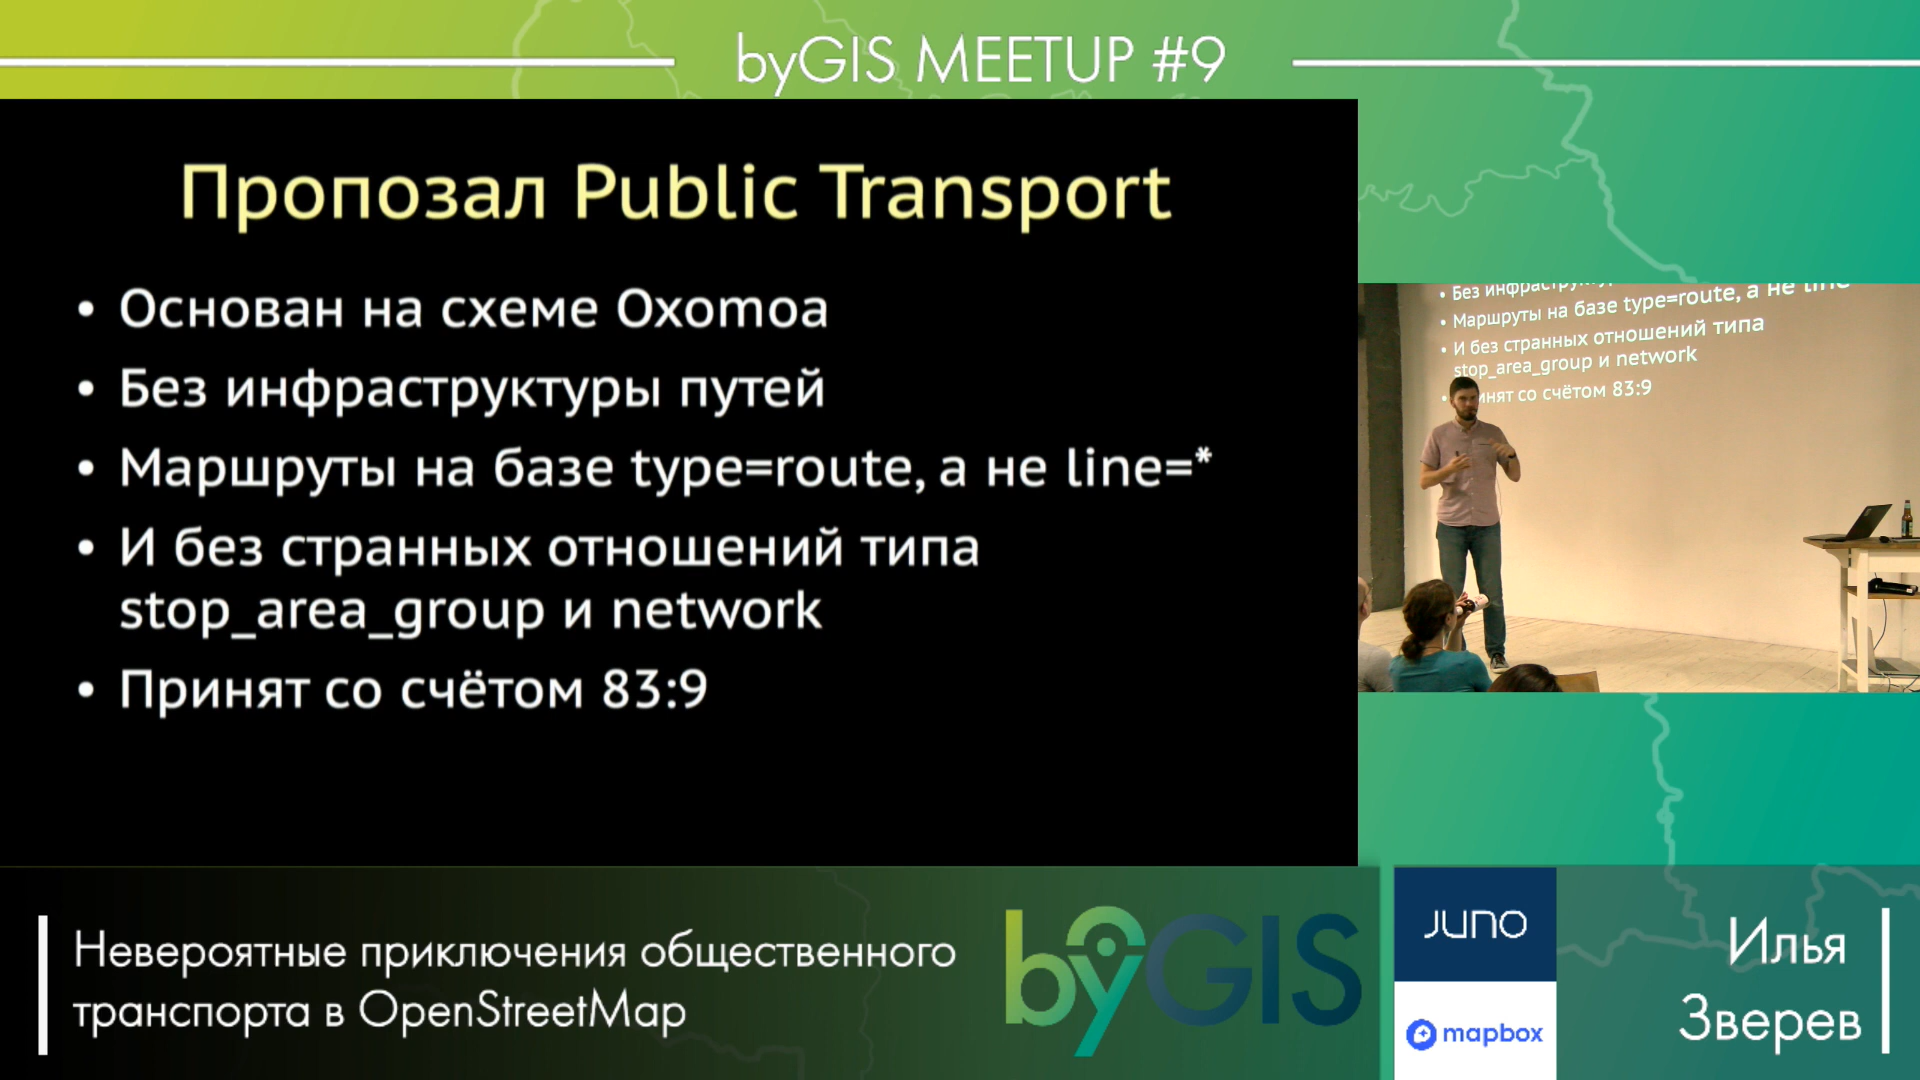 byGIS MEETUP #9
Пропозал Public Transport
• Основан на схеме Oxomoa
• Без инфраструктуры путей
• Маршруты на базе type=route, а не line=*
• И без странных отношений типа
stop_area_group и network
• Принят со счётом 83:9
• Маршруты на базе type=route, а не line
• И без странных отношений типа
stop_area_group и network
со счётом 83:9
Невероятные приключения общественного
транспорта в OpenStreetMap
byGIS
JUNO
mapbox
Илья
Зверев